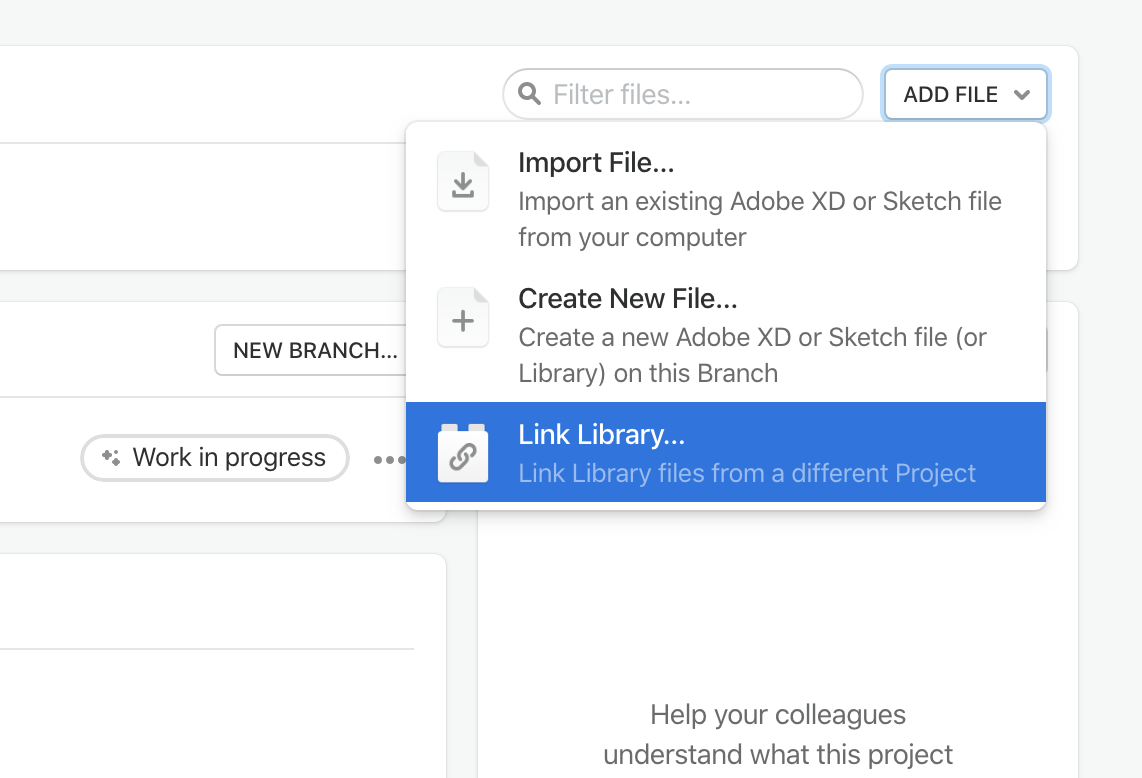 Filter files...
ADD FILE
Import File...
Import an existing Adobe XD or Sketch file
from your computer
Create New File...
Create a new Adobe XD or Sketch file (or
Library) on this Branch
NEW BRANCH...
Link Library...
Link Library files from a different Project
Work in progress
Help your colleagues
understand what this project